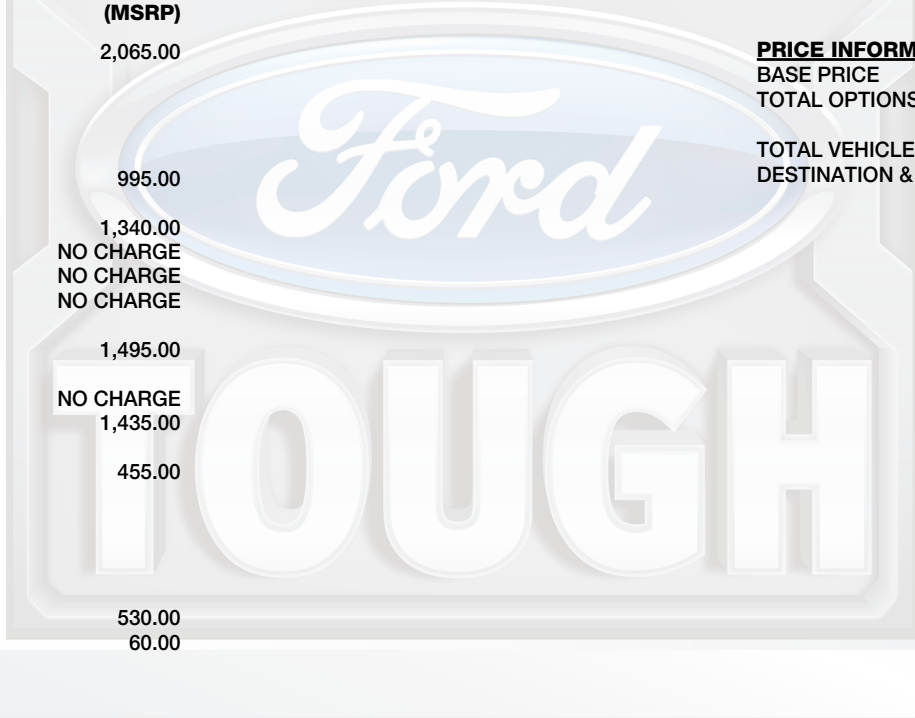 (MSRP)
2,065.00
995.00
1,340.00
NO CHARGE
NO CHARGE
NO CHARGE
1,495.00
NO CHARGE
1,435.00
455.00
530.00
60.00
PRICE INFORM
BASE PRICE
TOTAL OPTIONS
TOTAL VEHICLE
DESTINATION &
Ford
TOUGH